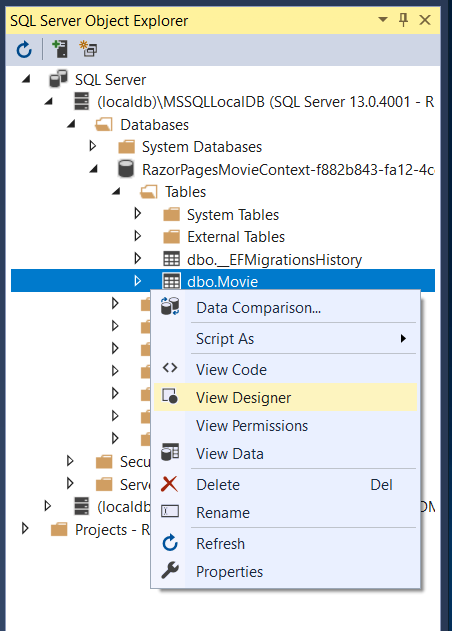 SQL Server Object Explorer
SQL Server
(localdb)\MSSQLLocalDB (SQL Server 13.0.4001 - R
Databases
System Databases
RazorPagesMovieContext-f882b843-fa12-4c
Tables
System Tables
External Tables
dbo.__EFMigrationsHistory
dbo.Movie
Data Comparison...
Script As
View Code
View Designer
View Permissions
View Data
Secu
Delete Del
Serve
Rename
(localdb
Refresh
Projects - R
Properties